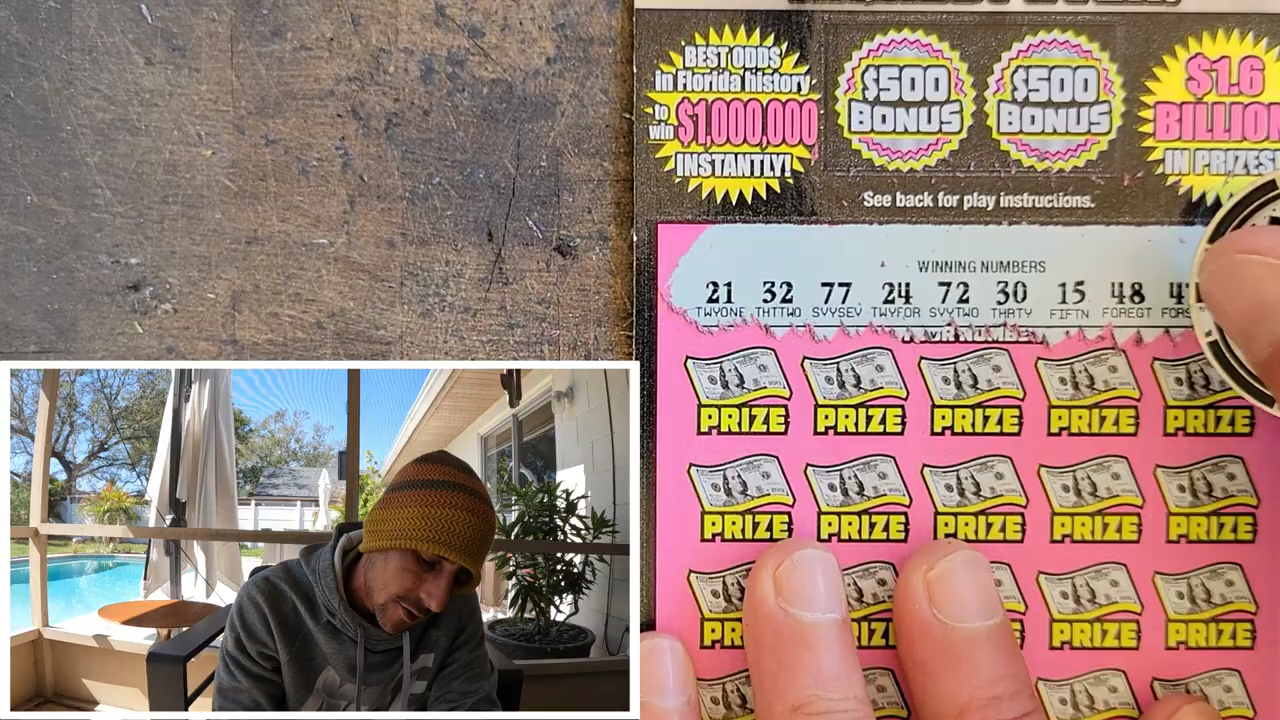 BEST ODDS
in Florida history
to win $1,000,000
INSTANTLY!
$500
BONUS
$500
BONUS
$1.6
BILLION
IN PRIZES!
See back for play instructions.
WINNING NUMBERS
21 32 77 24 72 30 15 48
TWYONE THTTWO SVYSEV TWYFOR SVYTWO THRTY FIFTN FOREGT FORS
PRIZE PRIZE PRIZE PRIZE PRIZE
PRIZE PRIZE PRIZE PRIZE PRIZE
PRIZE PRIZE